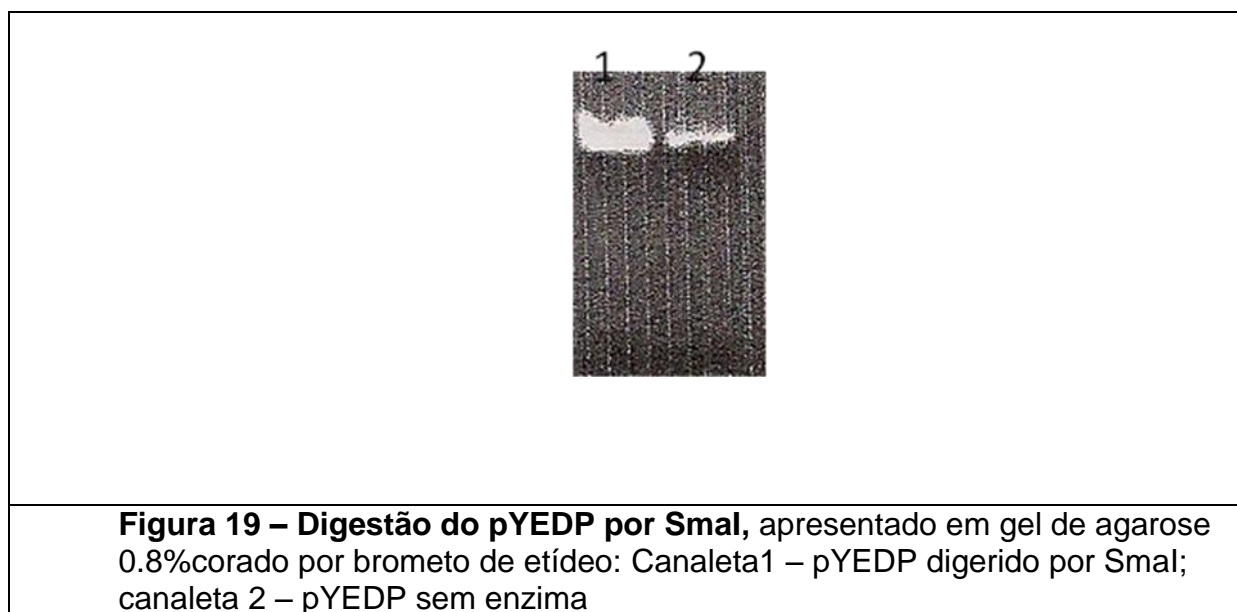 1 2
Figura 19 – Digestão do pYEDP por SmaI, apresentado em gel de agarose
0.8%corado por brometo de etídeo: Canaleta1 – pYEDP digerido por SmaI;
canaleta 2 – pYEDP sem enzima